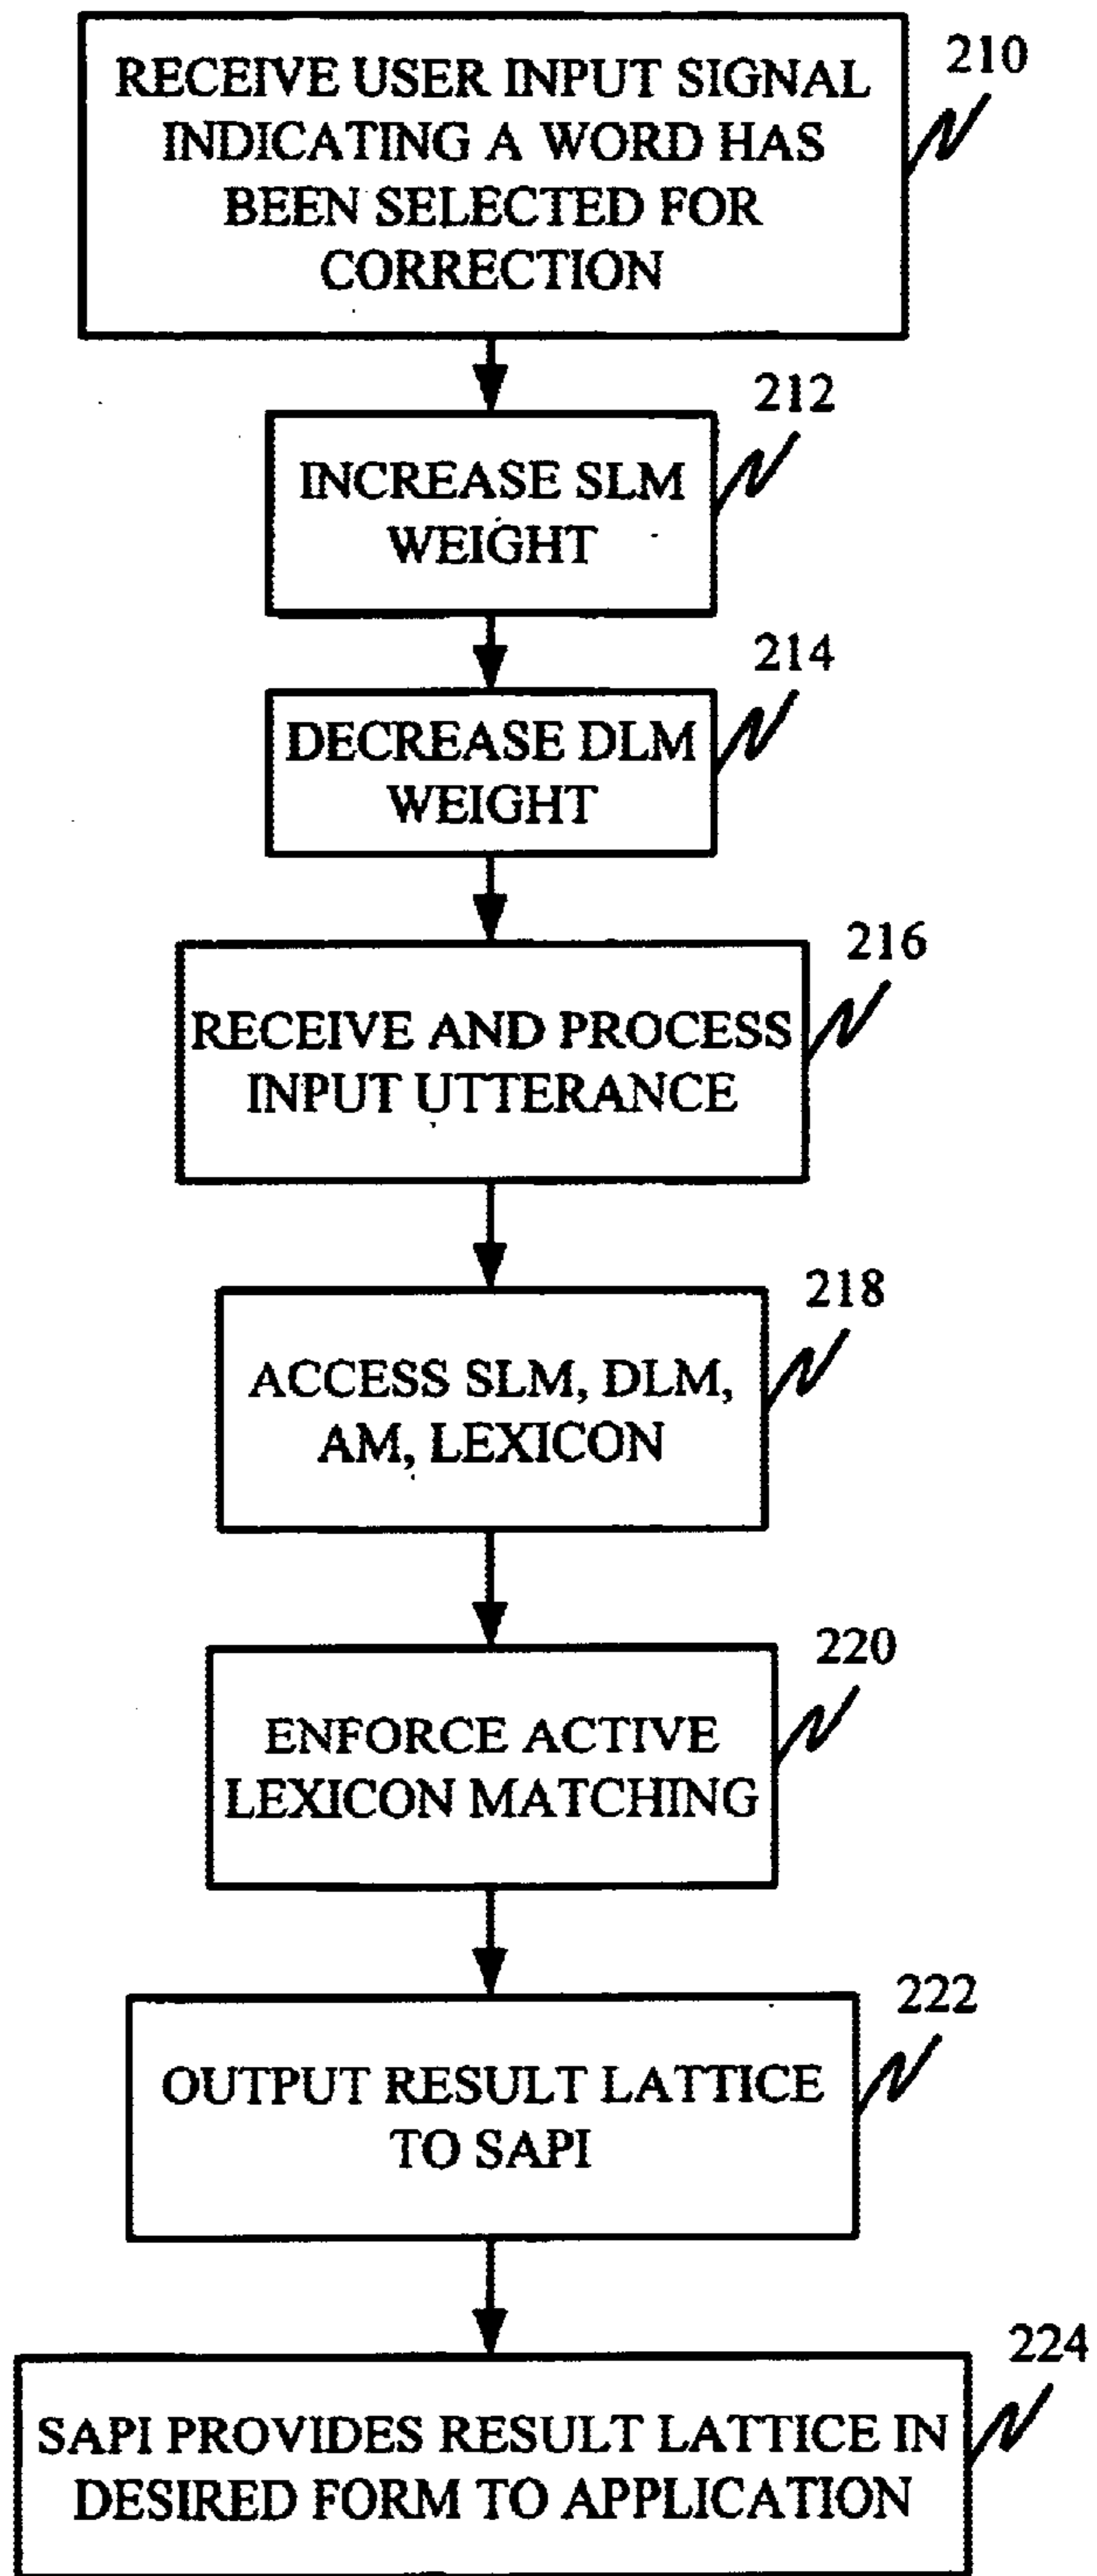 RECEIVE USER INPUT SIGNAL
INDICATING A WORD HAS
BEEN SELECTED FOR
CORRECTION
210
INCREASE SLM
WEIGHT
212
DECREASE DLM
WEIGHT
214
RECEIVE AND PROCESS
INPUT UTTERANCE
216
ACCESS SLM, DLM,
AM, LEXICON
218
ENFORCE ACTIVE
LEXICON MATCHING
220
OUTPUT RESULT LATTICE
TO SAPI
222
SAPI PROVIDES RESULT LATTICE IN
DESIRED FORM TO APPLICATION
224